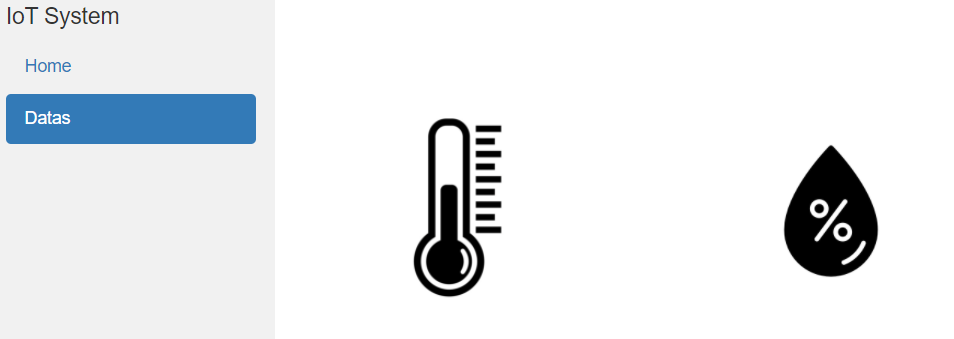 IoT System
Home
Datas
%